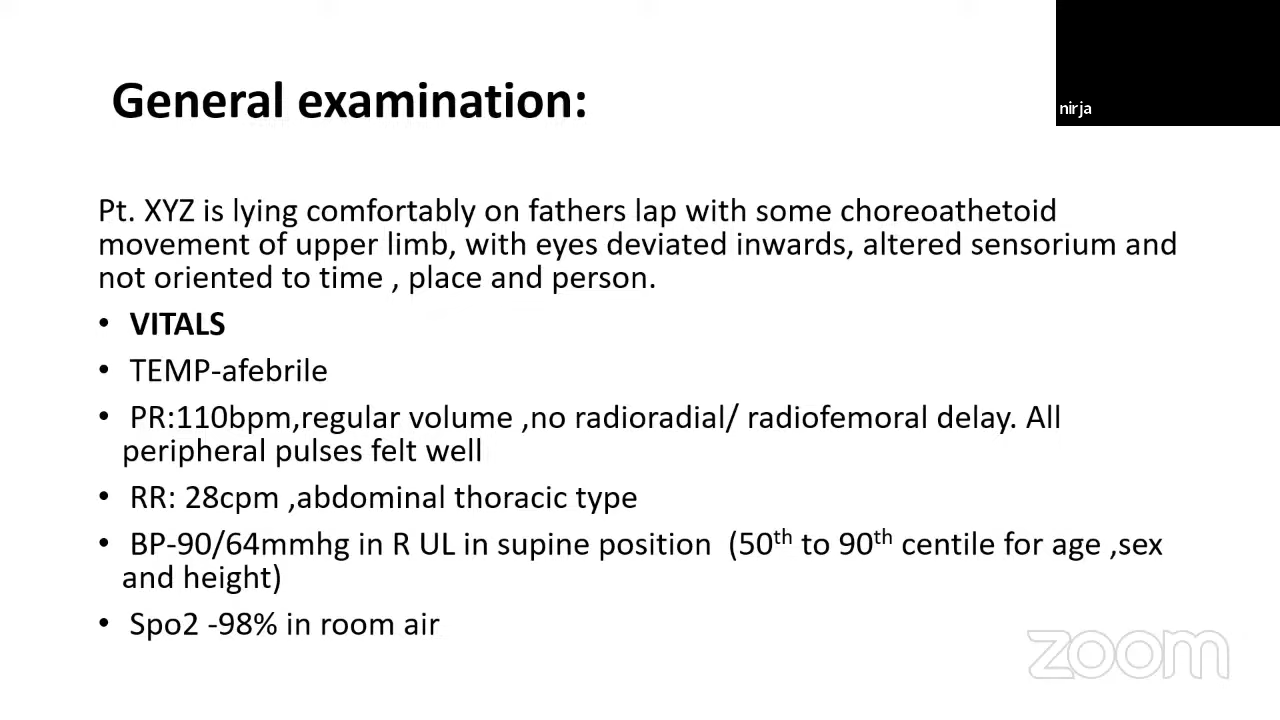 General examination:
nirja
Pt. XYZ is lying comfortably on fathers lap with some choreoathetoid
movement of upper limb, with eyes deviated inwards, altered sensorium and
not oriented to time , place and person.
• VITALS
• TEMP-afebrile
• PR:110bpm,regular volume ,no radioradial/ radiofemoral delay. All
peripheral pulses felt well
• RR: 28cpm ,abdominal thoracic type
• BP-90/64mmhg in R UL in supine position (50th to 90th centile for age ,sex
and height)
• Spo2 -98% in room air
zoom